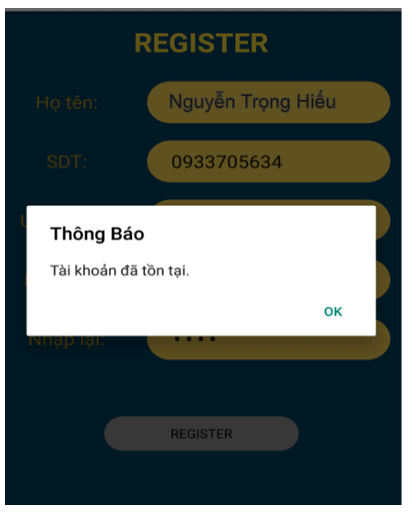 REGISTER
Họ tên:
Nguyễn Trọng Hiếu
SDT:
0933705634
U
Thông Báo
Tài khoản đã tồn tại.
OK
Nhập lại:
REGISTER